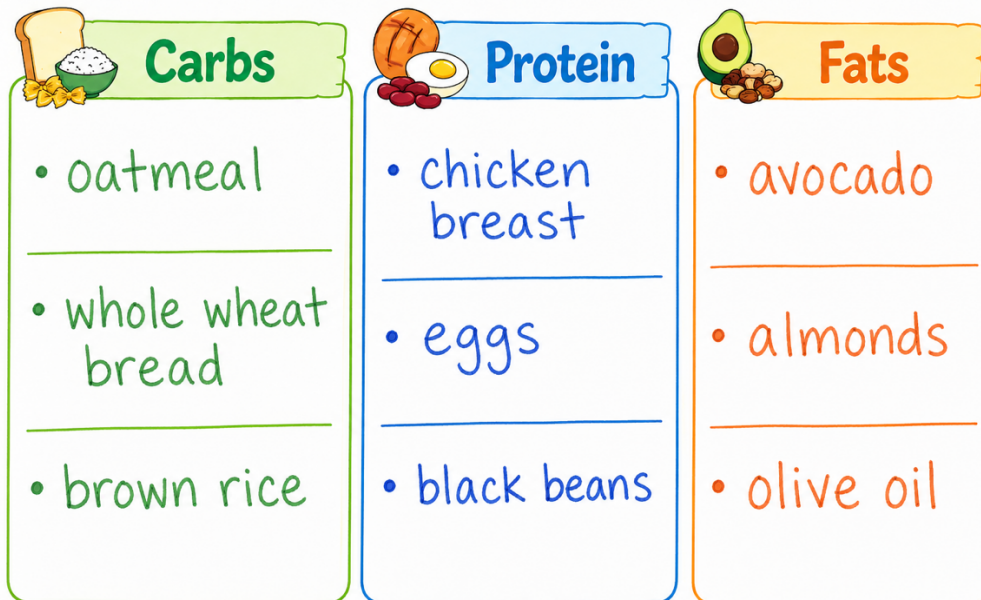 Carbs
• oatmeal
• whole wheat
bread
• brown rice
Protein
• chicken
breast
• eggs
• black beans
Fats
• avocado
• almonds
• olive oil